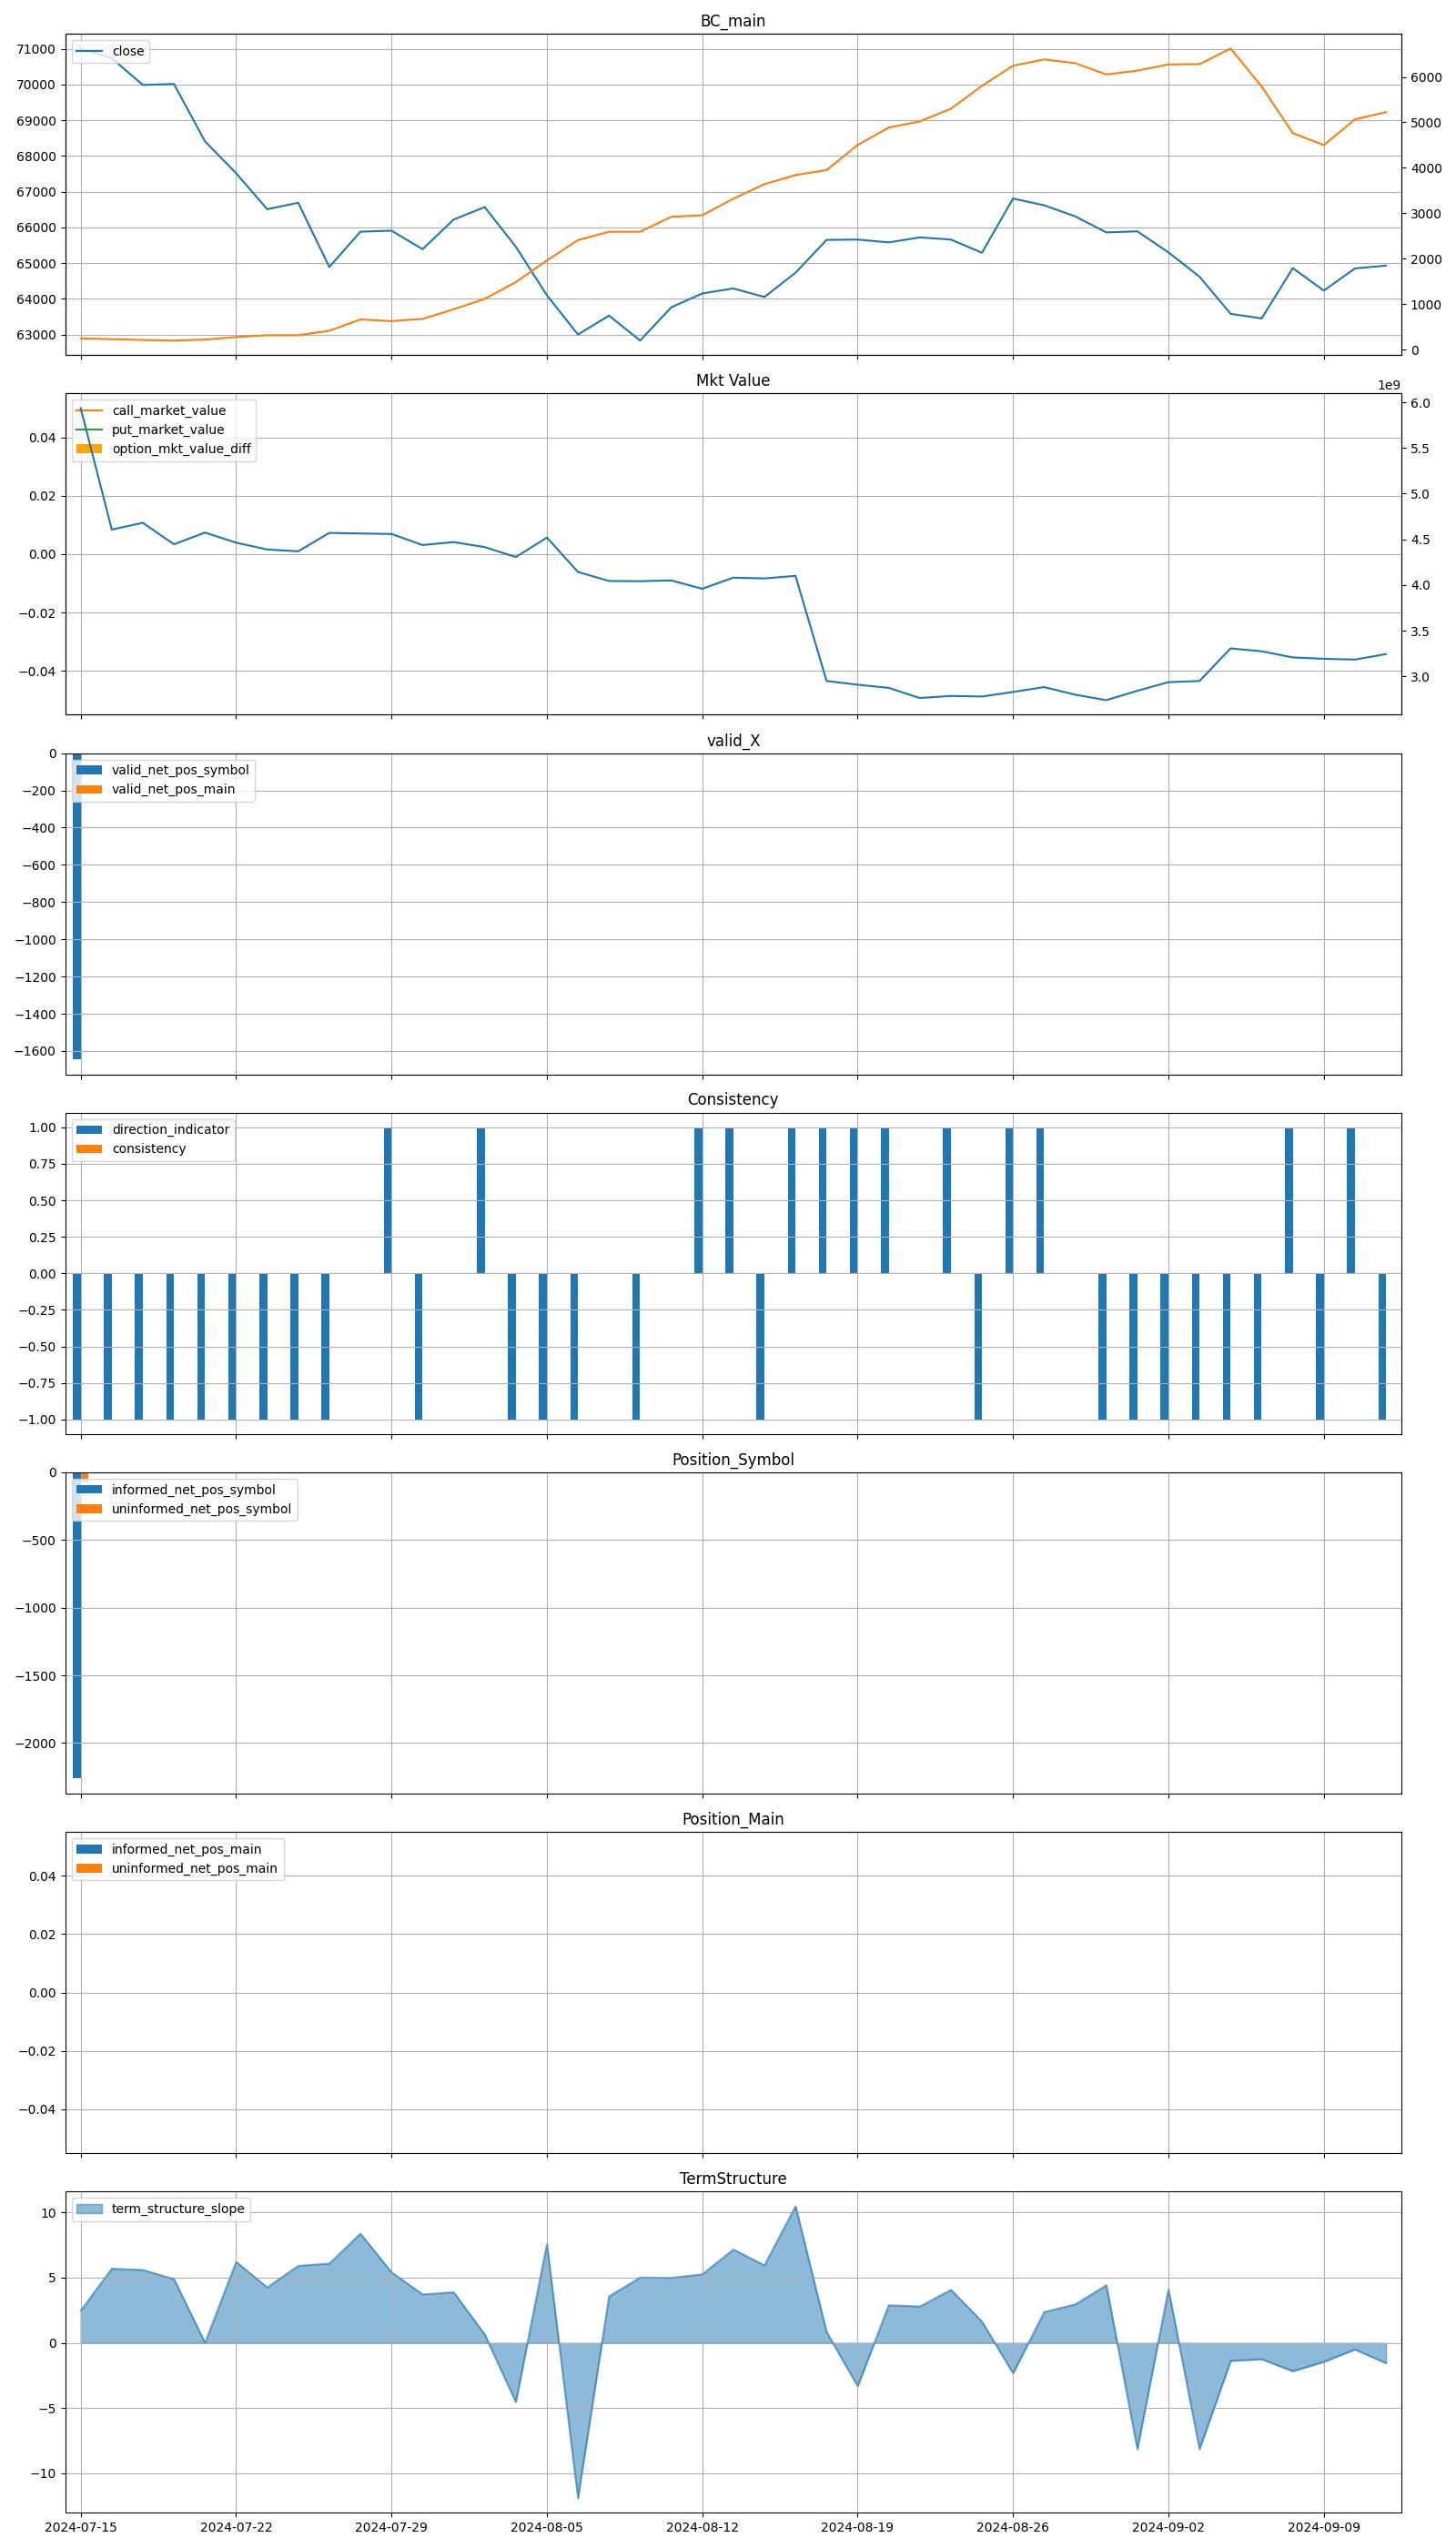 BC_main
close
71000
70000
69000
68000
67000
66000
65000
64000
63000
6000
5000
4000
3000
2000
1000
0
Mkt Value
1e9
call_market_value
put_market_value
option_mkt_value_diff
0.04
0.02
0.00
−0.02
−0.04
6.0
5.5
5.0
4.5
4.0
3.5
3.0
valid_X
valid_net_pos_symbol
valid_net_pos_main
0
−200
−400
−600
−800
−1000
−1200
−1400
−1600
Consistency
direction_indicator
consistency
1.00
0.75
0.50
0.25
0.00
−0.25
−0.50
−0.75
−1.00
Position_Symbol
informed_net_pos_symbol
uninformed_net_pos_symbol
0
−500
−1000
−1500
−2000
Position_Main
informed_net_pos_main
uninformed_net_pos_main
0.04
0.02
0.00
−0.02
−0.04
TermStructure
term_structure_slope
10
5
0
−5
−10
2024-07-15 2024-07-22 2024-07-29 2024-08-05 2024-08-12 2024-08-19 2024-08-26 2024-09-02 2024-09-09